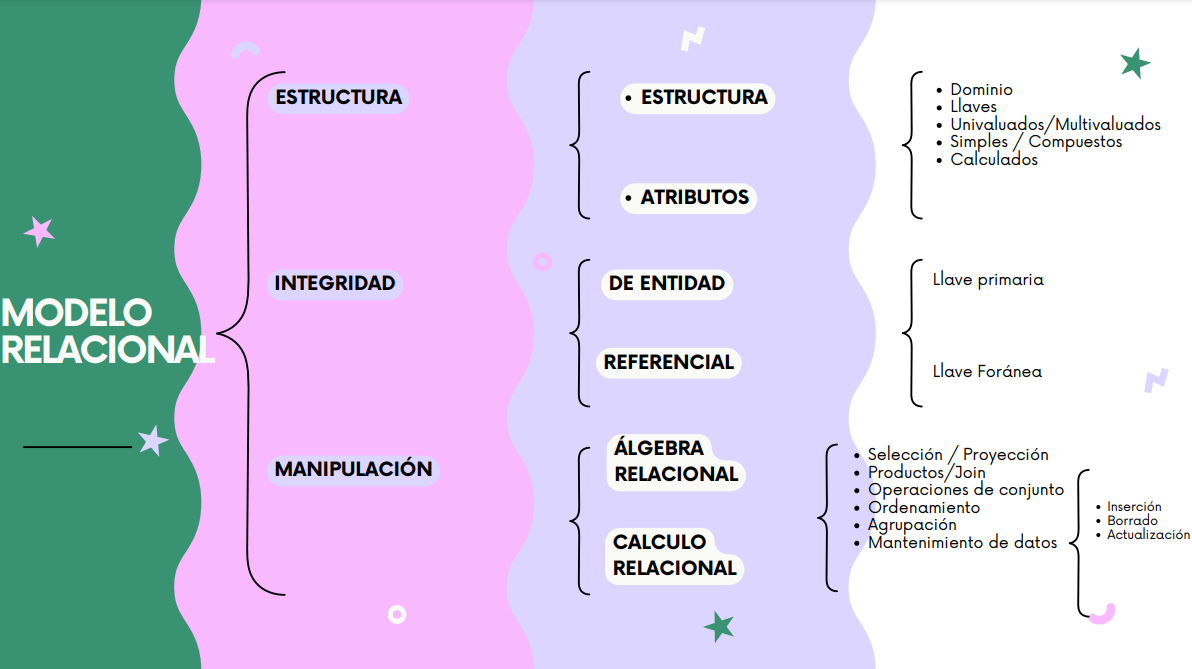 MODELO
RELACIONAL
ESTRUCTURA
INTEGRIDAD
MANIPULACIÓN
• ESTRUCTURA
• ATRIBUTOS
• Dominio
• Llaves
• Univaluados/Multivaluados
• Simples / Compuestos
• Calculados
DE ENTIDAD
REFERENCIAL
Llave primaria
Llave Foránea
ÁLGEBRA
RELACIONAL
CALCULO
RELACIONAL
• Selección / Proyección
• Productos/Join
• Operaciones de conjunto
• Ordenamiento
• Agrupación
• Mantenimiento de datos
• Inserción
• Borrado
• Actualización